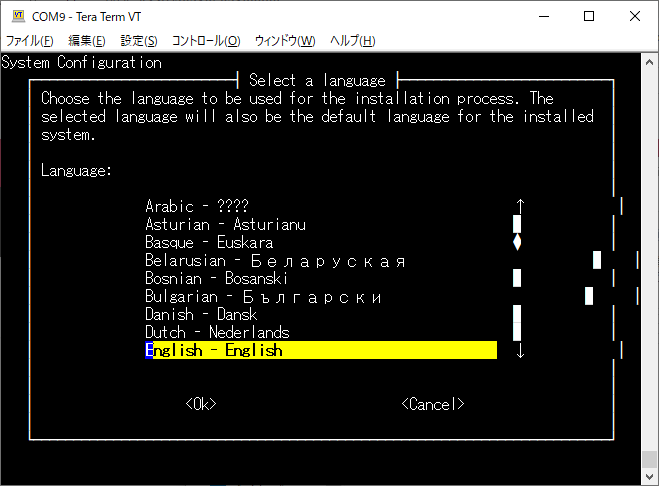 COM9 - Tera Term VT
ファイル(F) 編集(E) 設定(S) コントロール(O) ウィンドウ(W) ヘルプ(H)
System Configuration
Select a language
Choose the language to be used for the installation process. The
selected language will also be the default language for the installed
system.
Language:
Arabic - ????
Asturian - Asturianu
Basque - Euskara
Belarusian - Беларуская
Bosnian - Bosanski
Bulgarian - Български
Danish - Dansk
Dutch - Nederlands
English - English
<Ok> <Cancel>